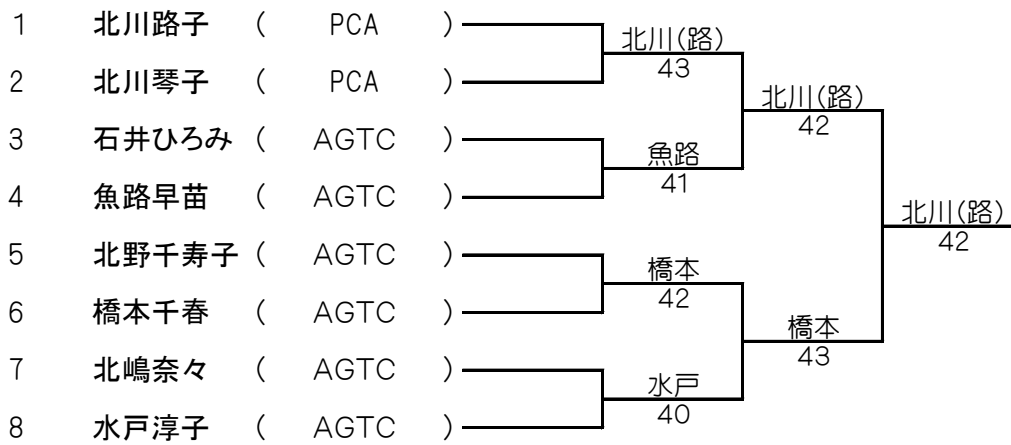 1 北川路子 ( PCA )
2 北川琴子 ( PCA )
3 石井ひろみ ( AGTC )
4 魚路早苗 ( AGTC )
5 北野千寿子 ( AGTC )
6 橋本千春 ( AGTC )
7 北嶋奈々 ( AGTC )
8 水戸淳子 ( AGTC )
北川(路)
43
魚路
41
橋本
42
水戸
40
北川(路)
42
橋本
43
北川(路)
42